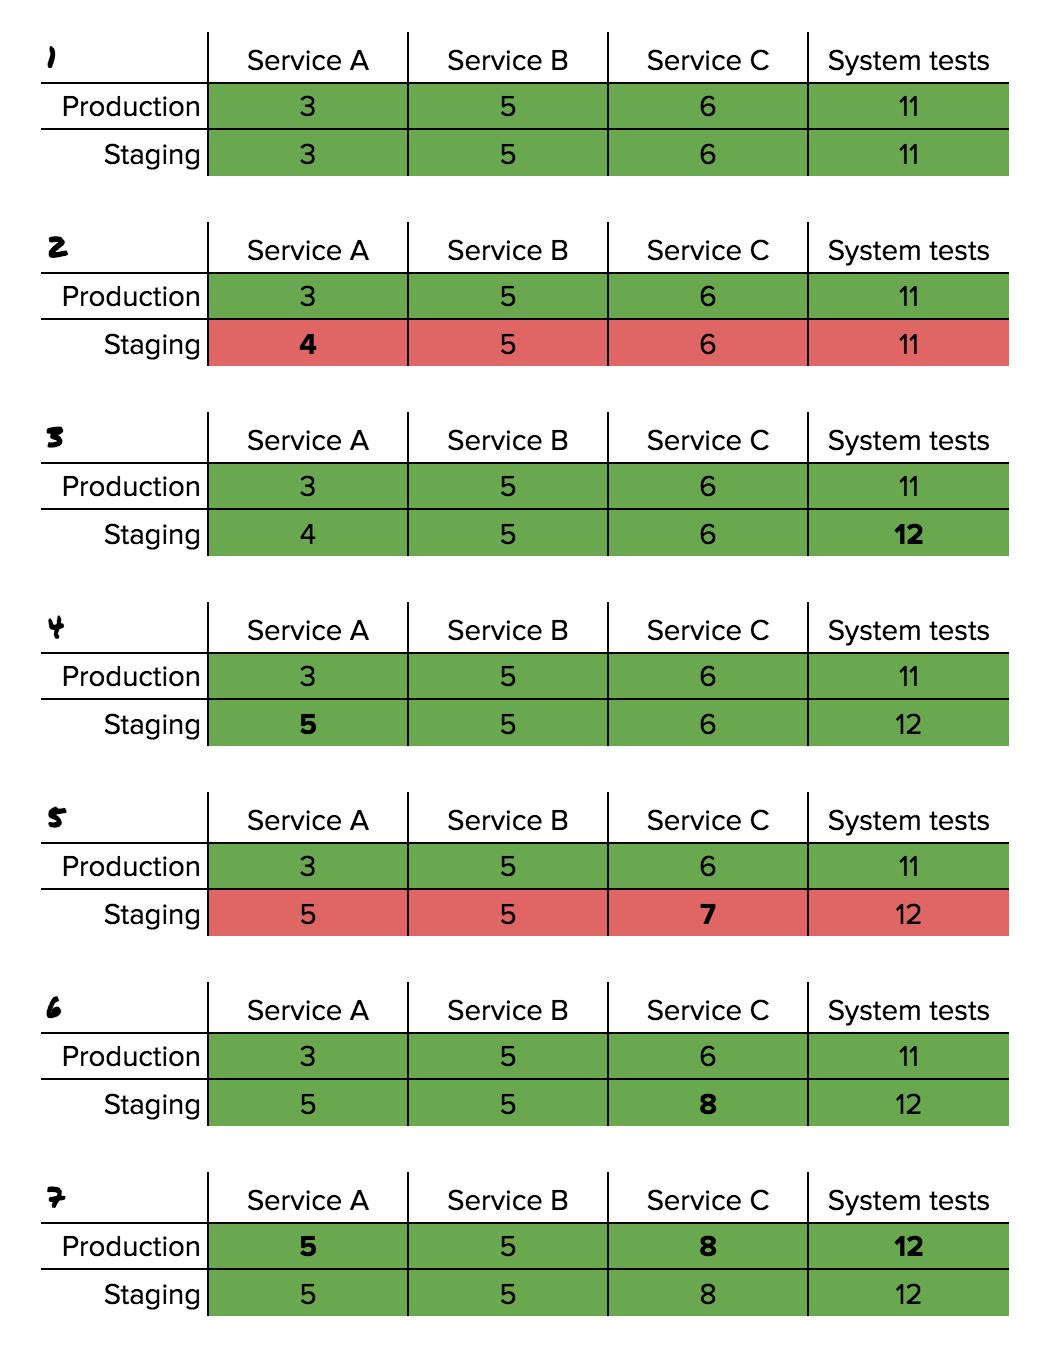 1 Service A Service B Service C System tests
Production 3 5 6 11
Staging 3 5 6 11
2 Service A Service B Service C System tests
Production 3 5 6 11
Staging 4 5 6 11
3 Service A Service B Service C System tests
Production 3 5 6 11
Staging 4 5 6 12
4 Service A Service B Service C System tests
Production 3 5 6 11
Staging 5 5 6 12
5 Service A Service B Service C System tests
Production 3 5 6 11
Staging 5 5 7 12
6 Service A Service B Service C System tests
Production 3 5 6 11
Staging 5 5 8 12
7 Service A Service B Service C System tests
Production 5 5 8 12
Staging 5 5 8 12